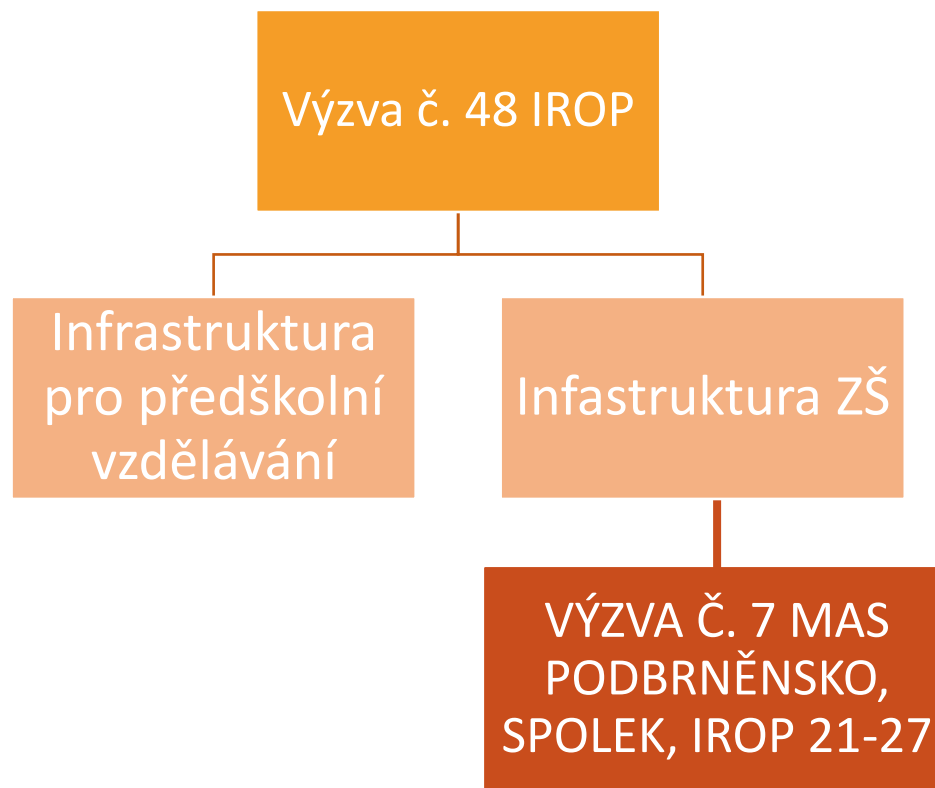 Výzva č. 48 IROP
Infrastruktura
pro předškolní
vzdělávání
Infastruktura ZŠ
VÝZVA Č. 7 MAS
PODBRNĚNSKO,
SPOLEK, IROP 21-27